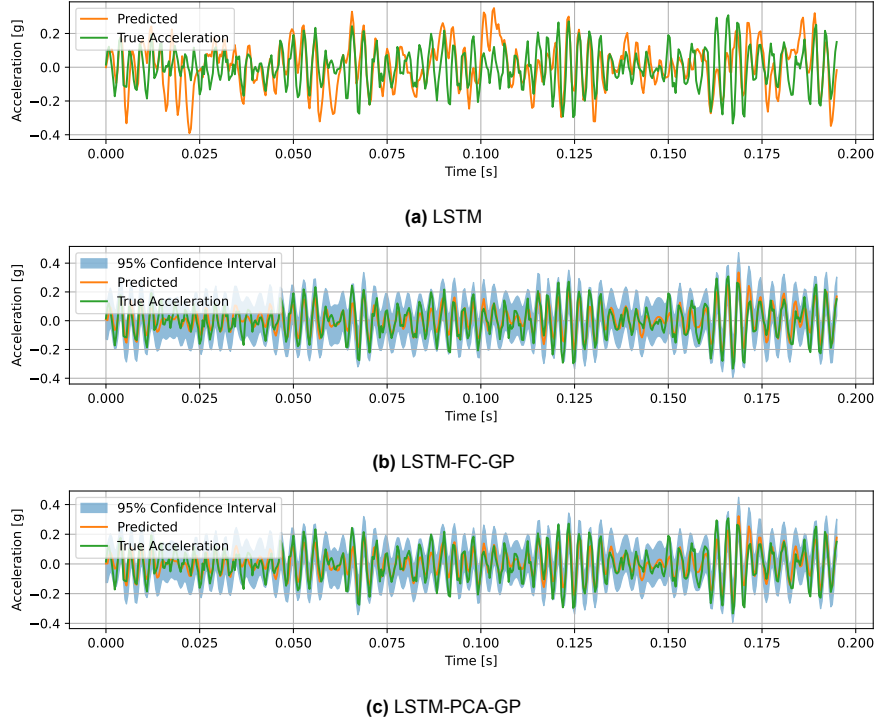 Predicted
True Acceleration
Acceleration [g]
0.2
0.0
−0.2
−0.4
0.000 0.025 0.050 0.075 0.100 0.125 0.150 0.175 0.200
Time [s]
(a) LSTM
95% Confidence Interval
Predicted
True Acceleration
Acceleration [g]
0.4
0.2
0.0
−0.2
−0.4
0.000 0.025 0.050 0.075 0.100 0.125 0.150 0.175 0.200
Time [s]
(b) LSTM-FC-GP
95% Confidence Interval
Predicted
True Acceleration
Acceleration [g]
0.4
0.2
0.0
−0.2
−0.4
0.000 0.025 0.050 0.075 0.100 0.125 0.150 0.175 0.200
Time [s]
(c) LSTM-PCA-GP